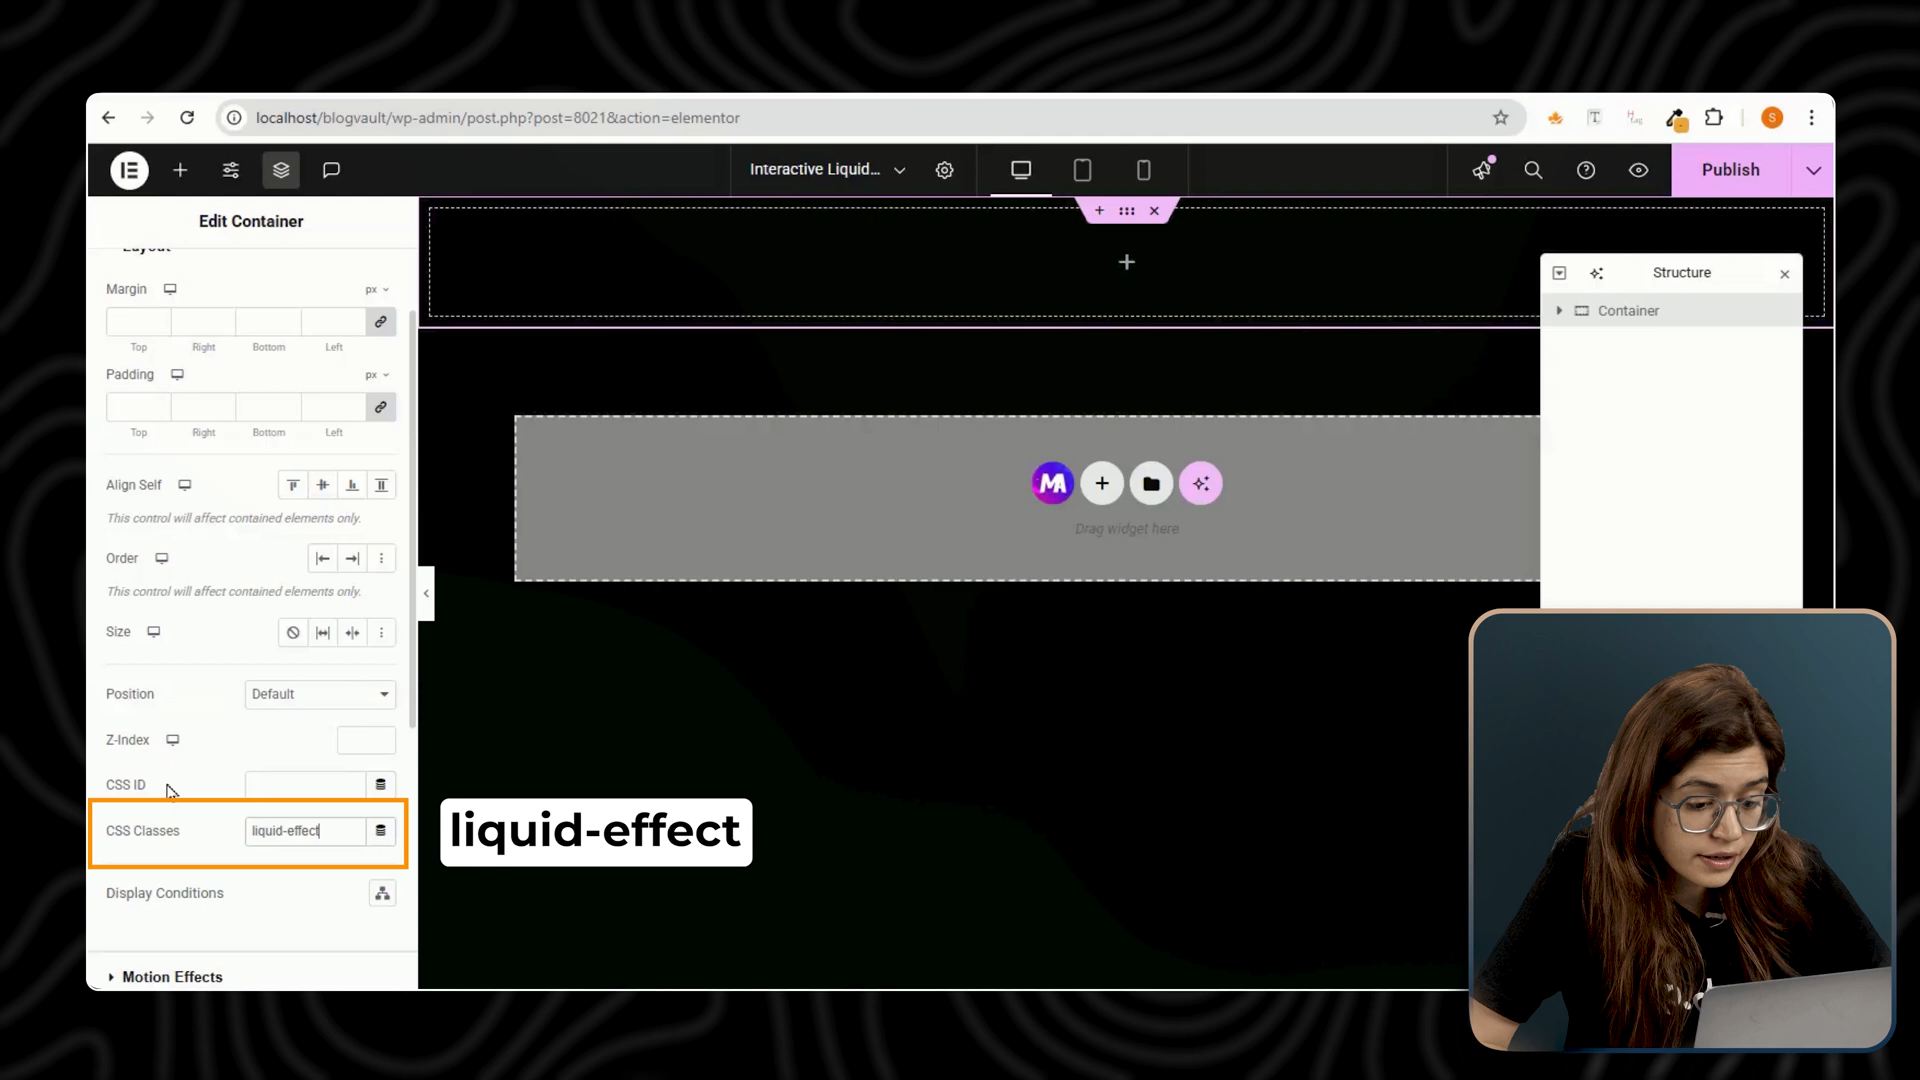 localhost/blogvault/wp-admin/post.php?post=8021&action=elementor
S
Interactive Liquid...
Publish
Edit Container
Layout
Margin
px
Top Right Bottom Left
Padding
px
Top Right Bottom Left
Align Self
This control will affect contained elements only.
Order
This control will affect contained elements only.
Size
Position
Default
Z-Index
CSS ID
CSS Classes
liquid-effect
Display Conditions
Motion Effects
Structure
Container
Drag widget here
liquid-effect